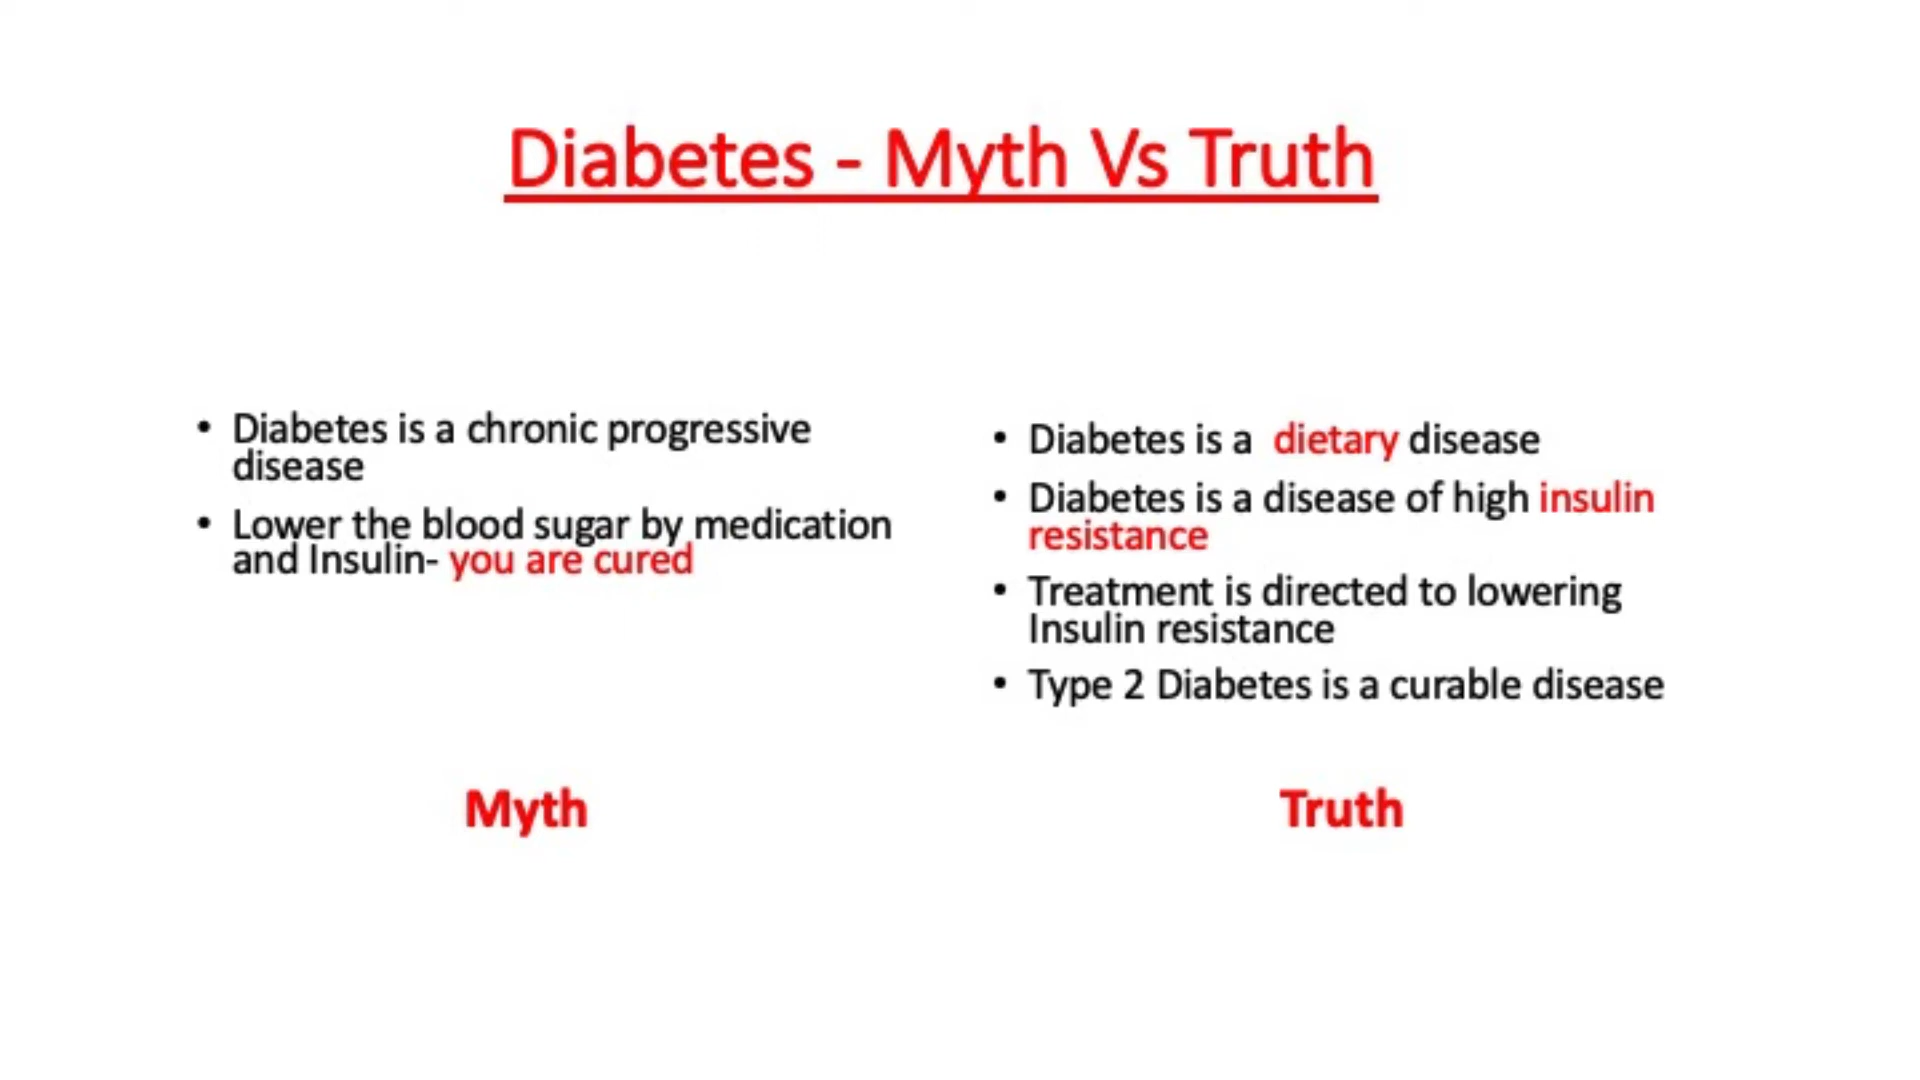 Diabetes - Myth Vs Truth
• Diabetes is a chronic progressive
disease
• Lower the blood sugar by medication
and Insulin- you are cured
Myth
• Diabetes is a  dietary disease
• Diabetes is a disease of high insulin
resistance
• Treatment is directed to lowering
Insulin resistance
• Type 2 Diabetes is a curable disease
Truth